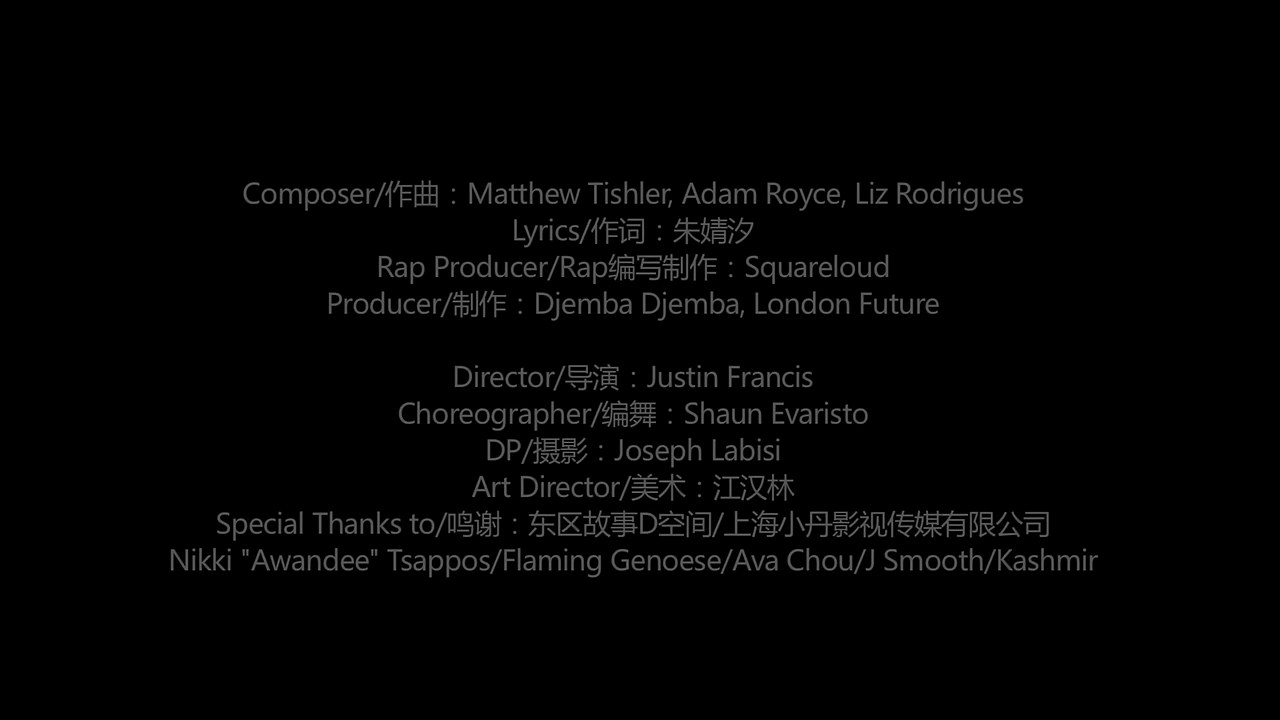 Composer/作曲：Matthew Tishler, Adam Royce, Liz Rodrigues
Lyrics/作词：朱婧汐
Rap Producer/Rap编写制作：Squareloud
Producer/制作：Djemba Djemba, London Future
Director/导演：Justin Francis
Choreographer/编舞：Shaun Evaristo
DP/摄影：Joseph Labisi
Art Director/美术：江汉林
Special Thanks to/鸣谢：东区故事D空间/上海小丹影视传媒有限公司
Nikki "Awandee" Tsappos/Flaming Genoese/Ava Chou/J Smooth/Kashmir